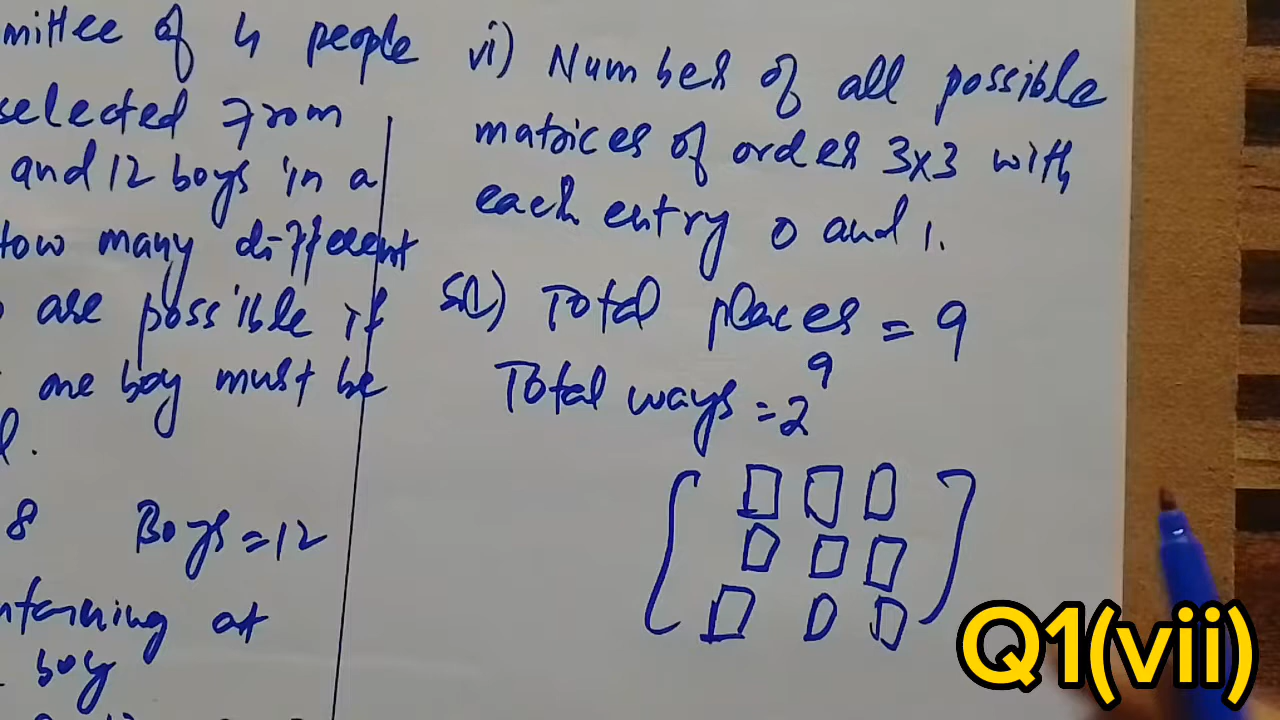 mittee of 4 people
selected from
and 12 boys in a
How many different
are possible if
one boy must be
8 Boys = 12
ntaining at
boy
vi) Number of all possible
matrices of order 3x3 with
each entry 0 and 1.
Sol) Total places = 9
Total ways = 2⁹
Q1(vii)